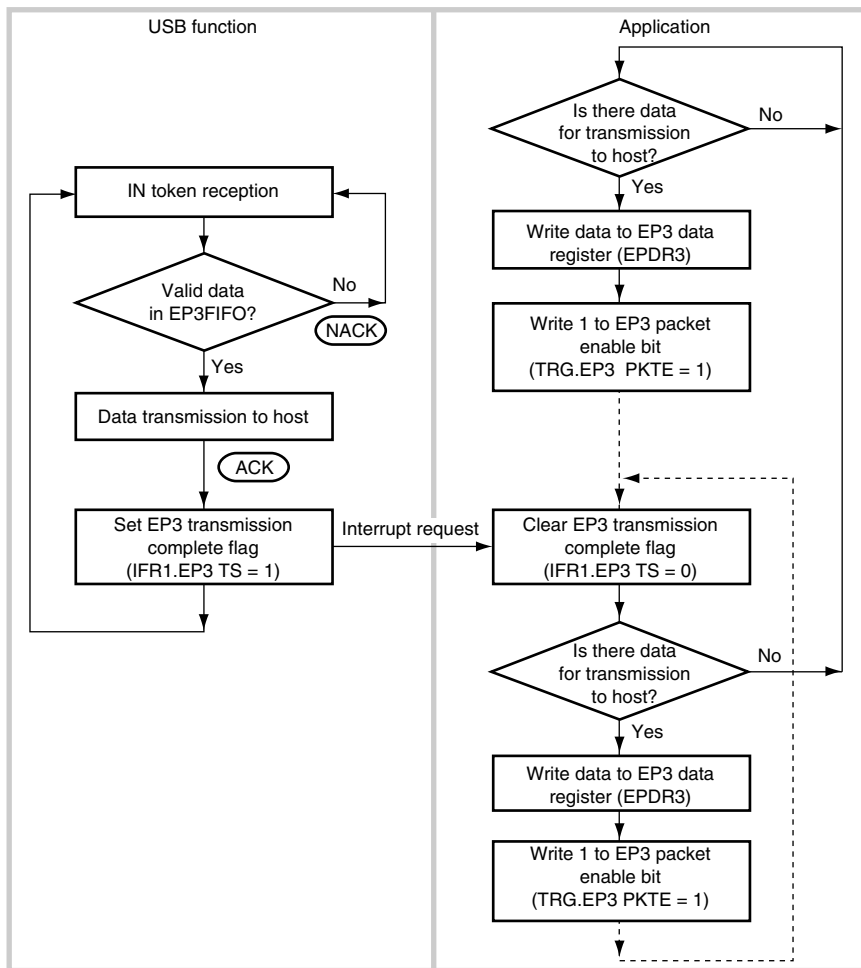 USB function
IN token reception
Valid data
in EP3FIFO?
No
NACK
Yes
Data transmission to host
ACK
Set EP3 transmission
complete flag
(IFR1.EP3 TS = 1)
Interrupt request
Application
Is there data
for transmission
to host?
No
Yes
Write data to EP3 data
register (EPDR3)
Write 1 to EP3 packet
enable bit
(TRG.EP3 PKTE = 1)
Clear EP3 transmission
complete flag
(IFR1.EP3 TS = 0)
Is there data
for transmission
to host?
No
Yes
Write data to EP3 data
register (EPDR3)
Write 1 to EP3 packet
enable bit
(TRG.EP3 PKTE = 1)